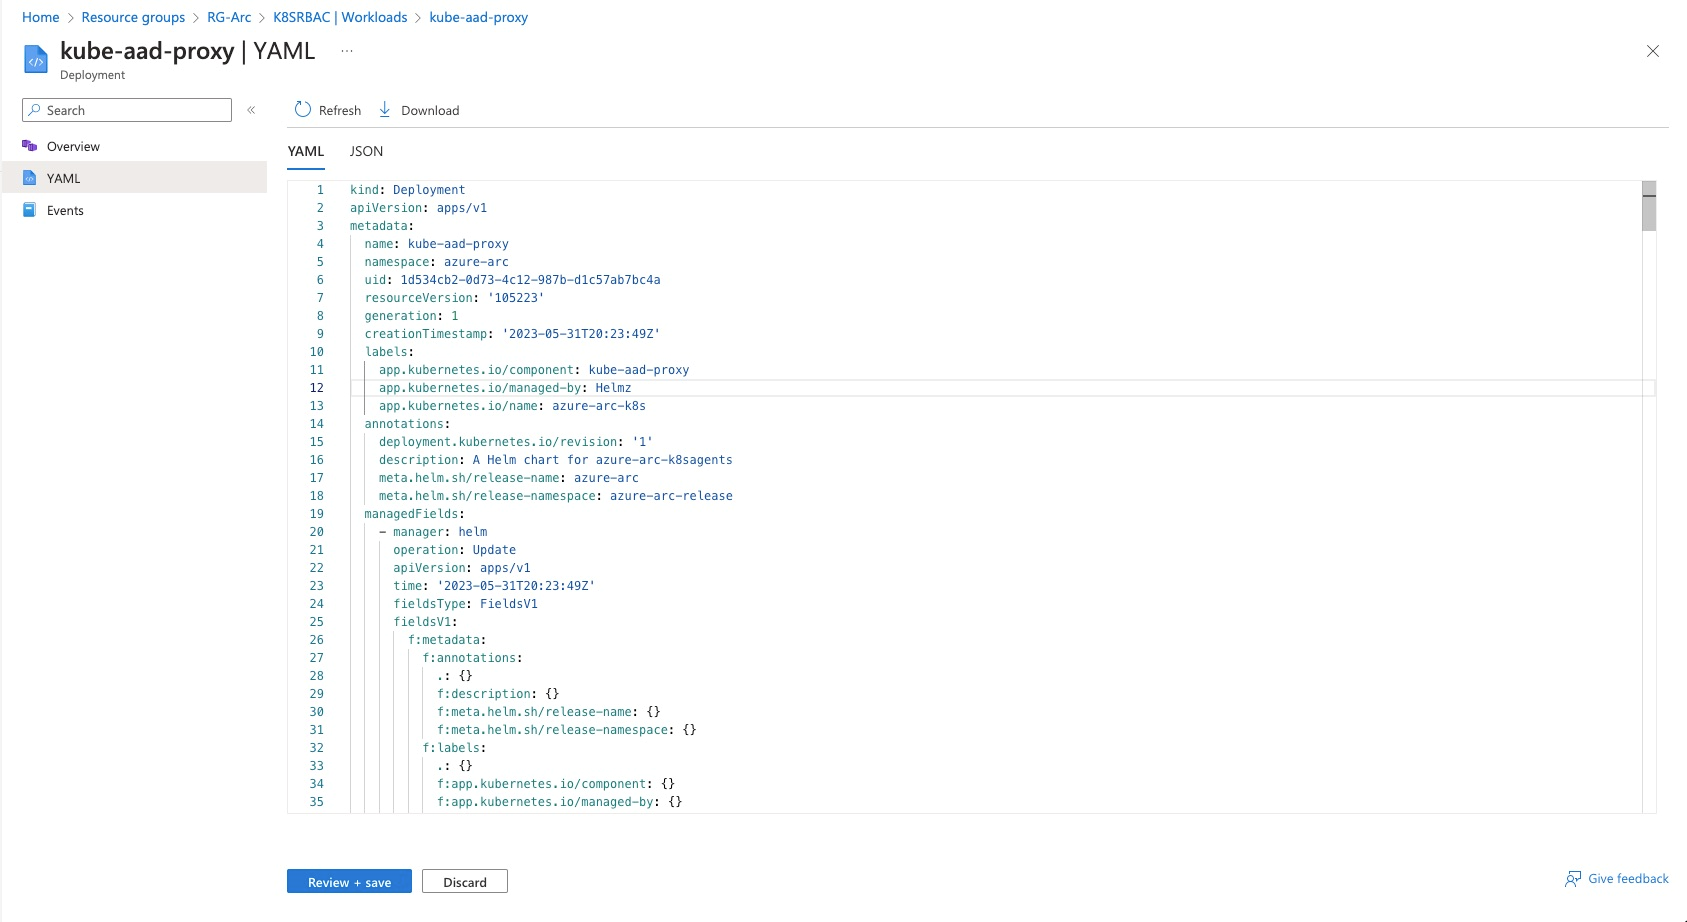 Home > Resource groups > RG-Arc > K8SRBAC | Workloads > kube-aad-proxy
kube-aad-proxy | YAML ...
Deployment
Search «
Overview
YAML
Events
Refresh Download
YAML JSON
1 kind: Deployment
2 apiVersion: apps/v1
3 metadata:
4 name: kube-aad-proxy
5 namespace: azure-arc
6 uid: 1d534cb2-0d73-4c12-987b-d1c57ab7bc4a
7 resourceVersion: '105223'
8 generation: 1
9 creationTimestamp: '2023-05-31T20:23:49Z'
10 labels:
11 app.kubernetes.io/component: kube-aad-proxy
12 app.kubernetes.io/managed-by: Helmz
13 app.kubernetes.io/name: azure-arc-k8s
14 annotations:
15 deployment.kubernetes.io/revision: '1'
16 description: A Helm chart for azure-arc-k8sagents
17 meta.helm.sh/release-name: azure-arc
18 meta.helm.sh/release-namespace: azure-arc-release
19 managedFields:
20 - manager: helm
21 operation: Update
22 apiVersion: apps/v1
23 time: '2023-05-31T20:23:49Z'
24 fieldsType: FieldsV1
25 fieldsV1:
26 f:metadata:
27 f:annotations:
28 .: {}
29 f:description: {}
30 f:meta.helm.sh/release-name: {}
31 f:meta.helm.sh/release-namespace: {}
32 f:labels:
33 .: {}
34 f:app.kubernetes.io/component: {}
35 f:app.kubernetes.io/managed-by: {}
Review + save Discard
Give feedback